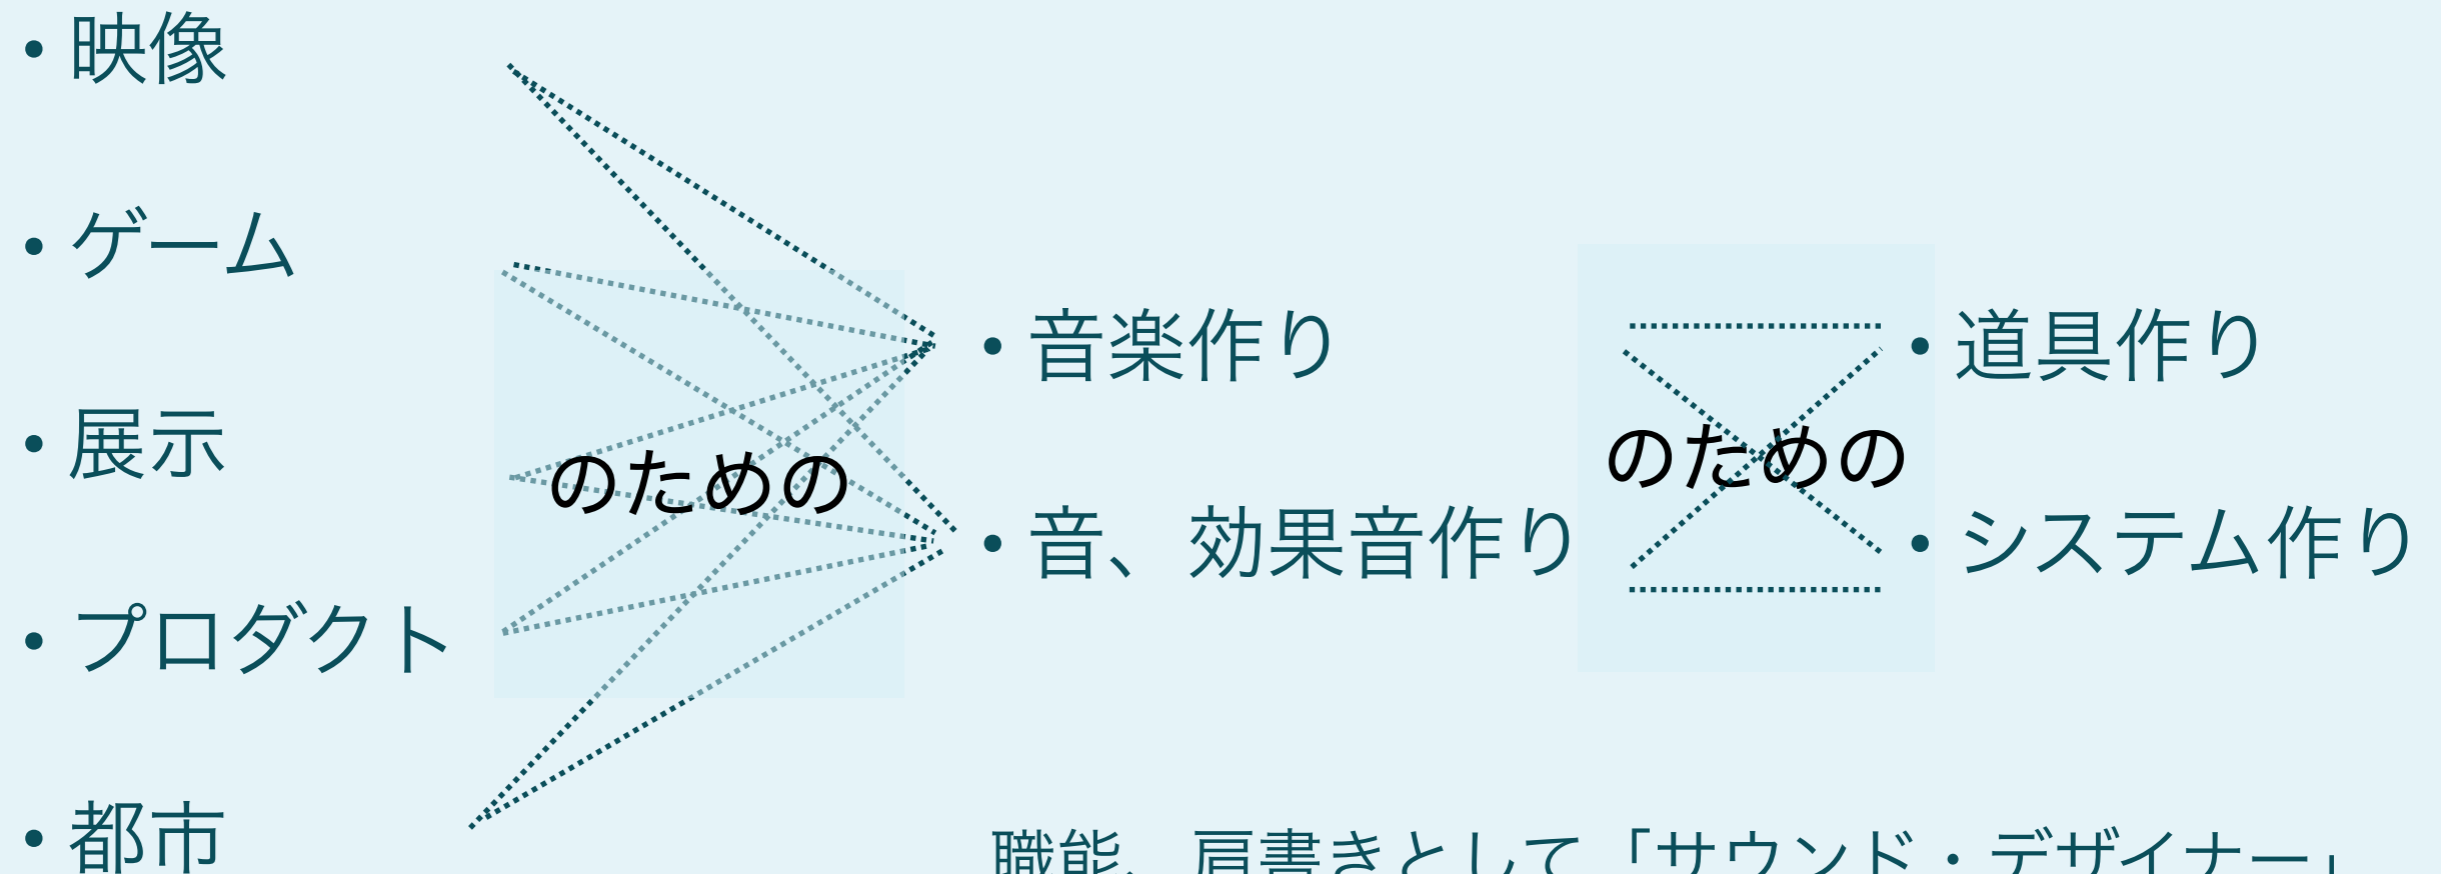 ・映像
・ゲーム
・展示
・プロダクト
・都市
のための
・音楽作り
・音、効果音作り
のための
・道具作り
・システム作り
職能、肩書きとして「サウンド・デザイナー」